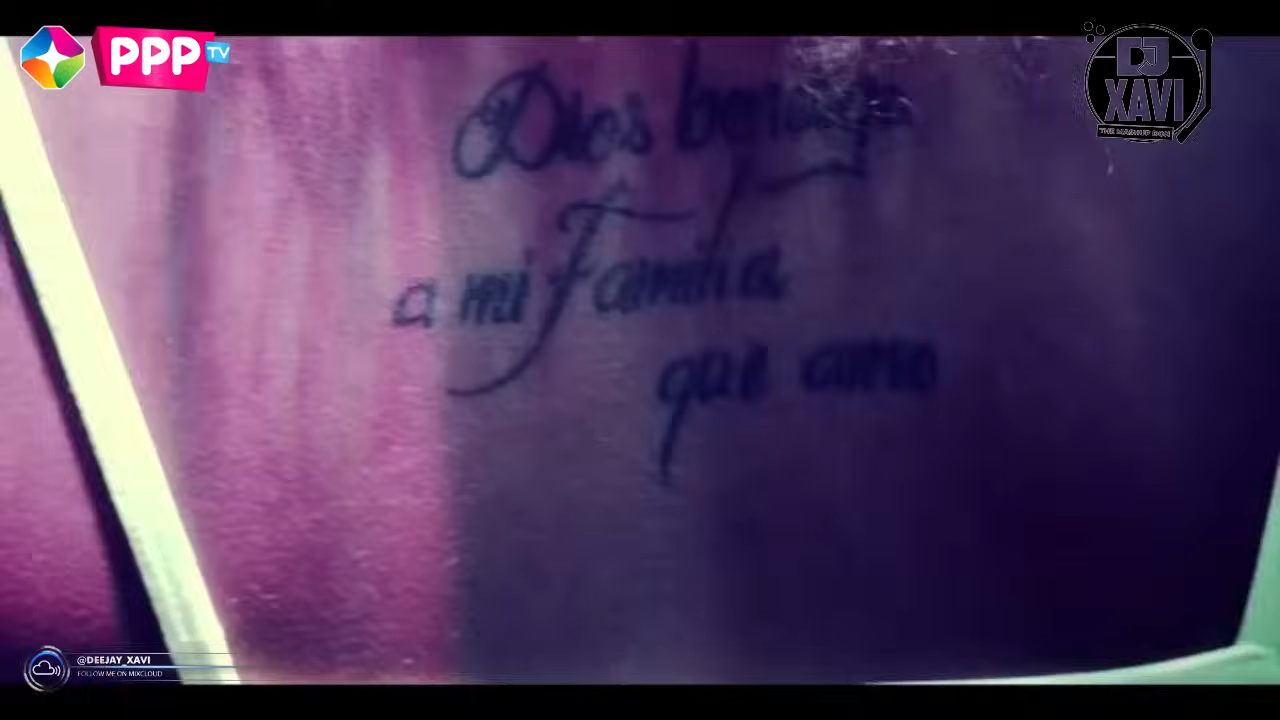 PPP TV
DJ
XAVI
THE MASHUP DON
Dios bendiga
a mi Familia
que amo
@DEEJAY_XAVI
FOLLOW ME ON MIXCLOUD